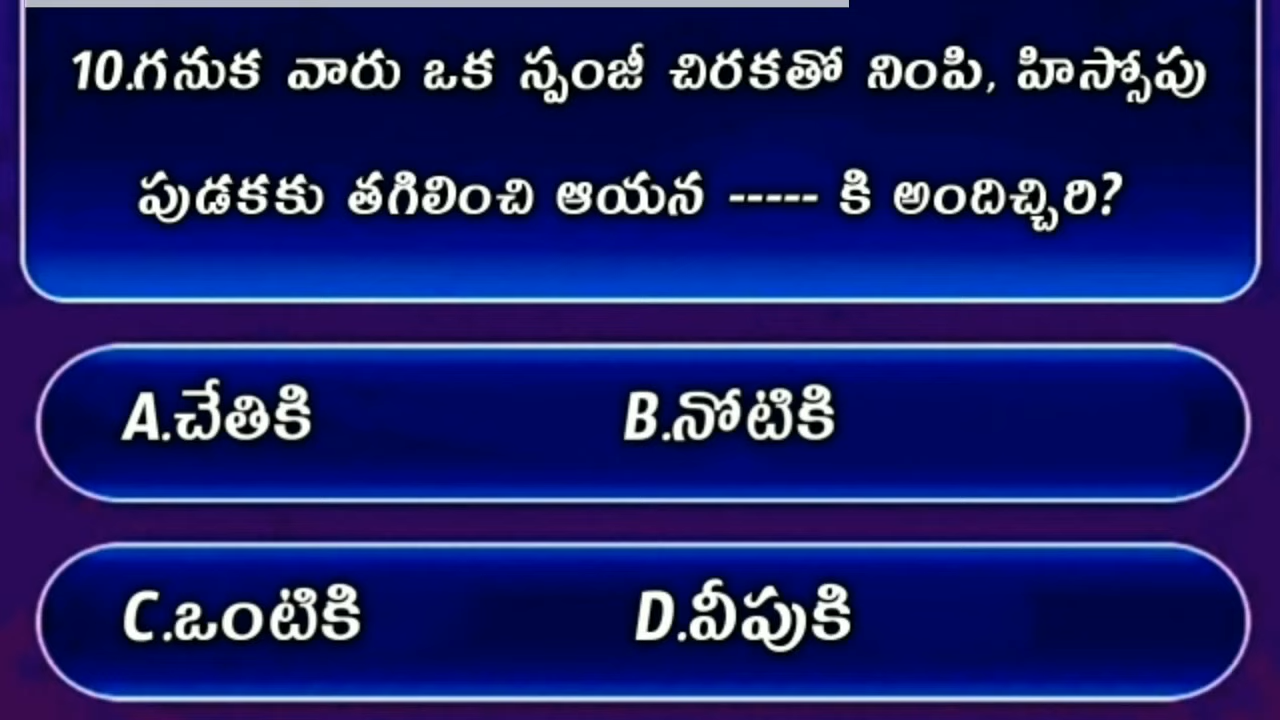 10.గనుక వారు ఒక స్పంజీ చిరకతో నింపి, హిస్సోపు
పుడకకు తగిలించి ఆయన ----- కి అందిచ్చిరి?
A.చేతికి B.నోటికి
C.ఒంటికి D.వీపుకి